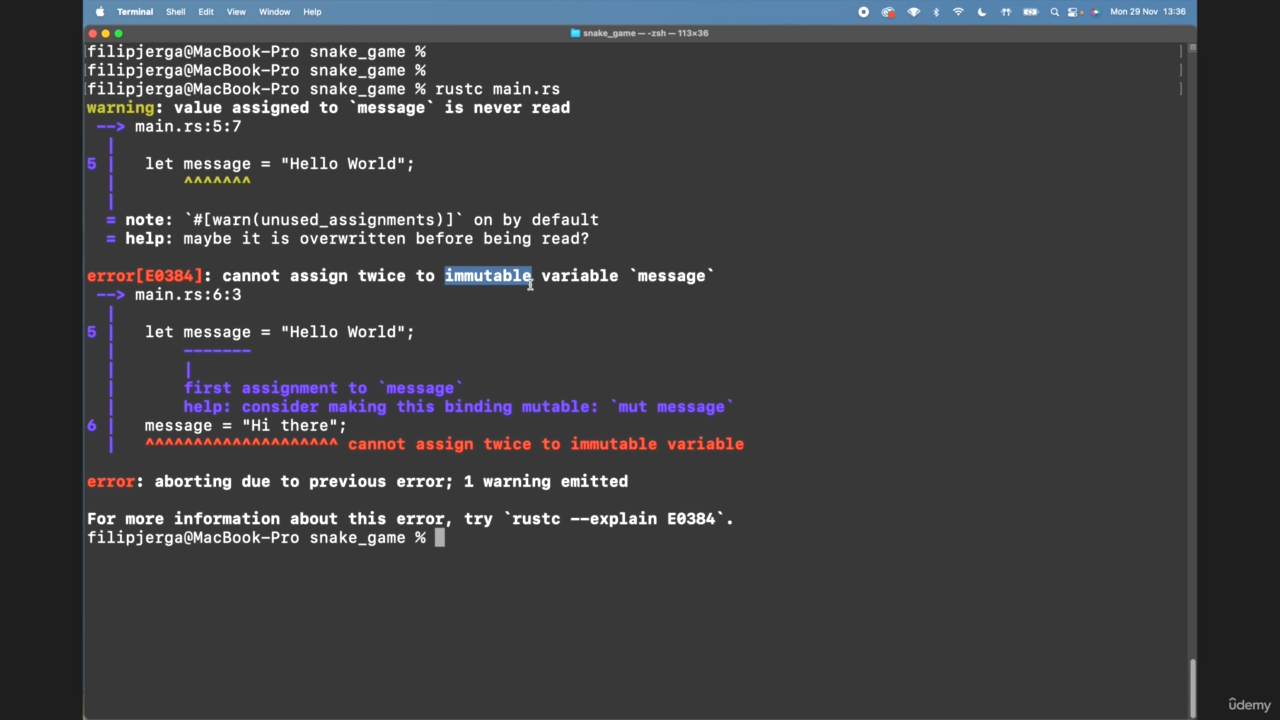 Terminal Shell Edit View Window Help Mon 29 Nov 13:36
snake_game — -zsh — 113×36
filipjerga@MacBook-Pro snake_game %
filipjerga@MacBook-Pro snake_game %
filipjerga@MacBook-Pro snake_game % rustc main.rs
warning: value assigned to `message` is never read
--> main.rs:5:7
|
5 | let message = "Hello World";
| ^^^^^^^
|
= note: `#[warn(unused_assignments)]` on by default
= help: maybe it is overwritten before being read?
error[E0384]: cannot assign twice to immutable variable `message`
--> main.rs:6:3
|
5 | let message = "Hello World";
| -------
| |
| first assignment to `message`
| help: consider making this binding mutable: `mut message`
6 | message = "Hi there";
| ^^^^^^^^^^^^^^^^^^^^ cannot assign twice to immutable variable
error: aborting due to previous error; 1 warning emitted
For more information about this error, try `rustc --explain E0384`.
filipjerga@MacBook-Pro snake_game %
ûdemy